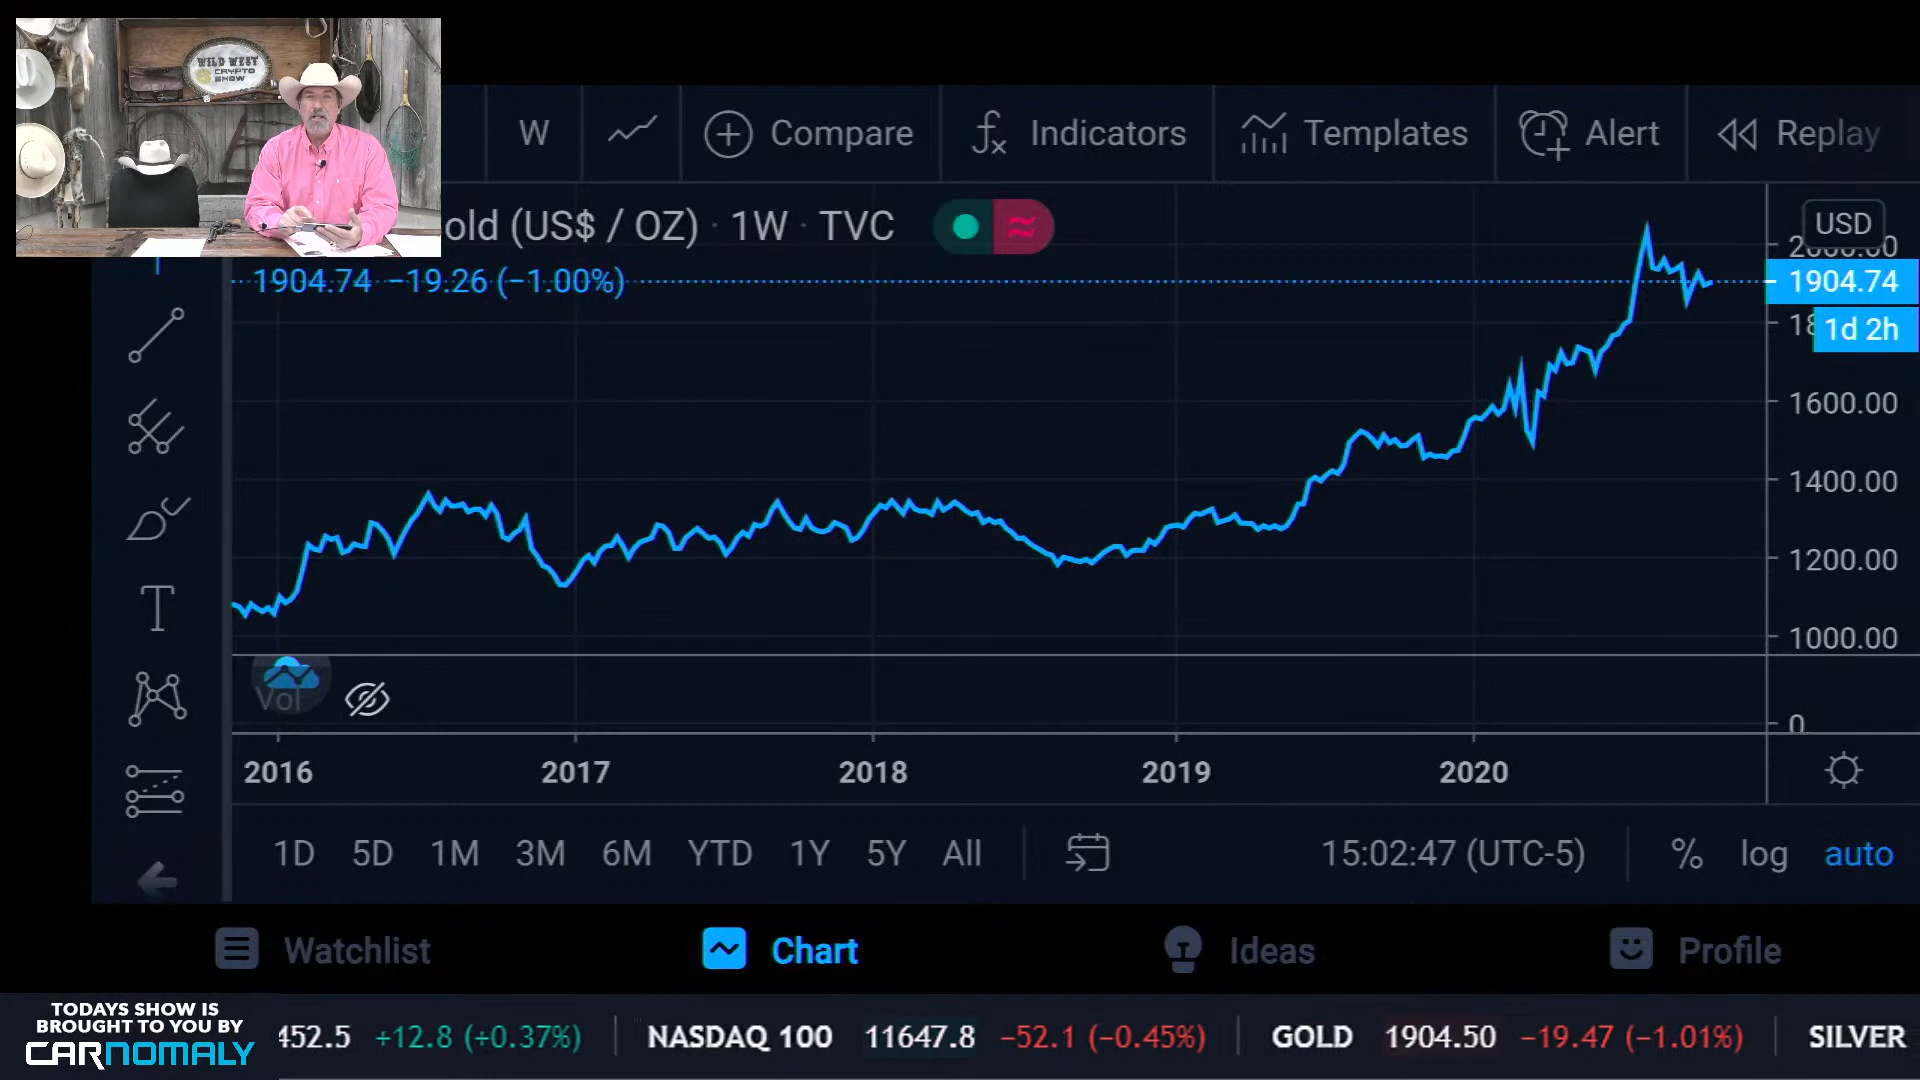 WILD WEST
CRYPTO
SHOW
W
Compare
Indicators
Templates
Alert
Replay
old (US$ / OZ) · 1W · TVC
USD
1904.74 −19.26 (−1.00%)
1904.74
1d 2h
1600.00
1400.00
1200.00
1000.00
Vol
0
2016 2017 2018 2019 2020
1D 5D 1M 3M 6M YTD 1Y 5Y All
15:02:47 (UTC-5)
% log auto
Watchlist
Chart
Ideas
Profile
TODAYS SHOW IS
BROUGHT TO YOU BY
CARNOMALY
452.5 +12.8 (+0.37%) NASDAQ 100 11647.8 −52.1 (−0.45%) GOLD 1904.50 −19.47 (−1.01%) SILVER